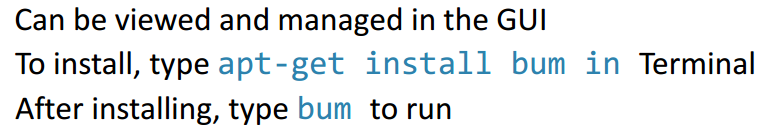 Can be viewed and managed in the GUI
To install, type apt-get install bum in Terminal
After installing, type bum to run